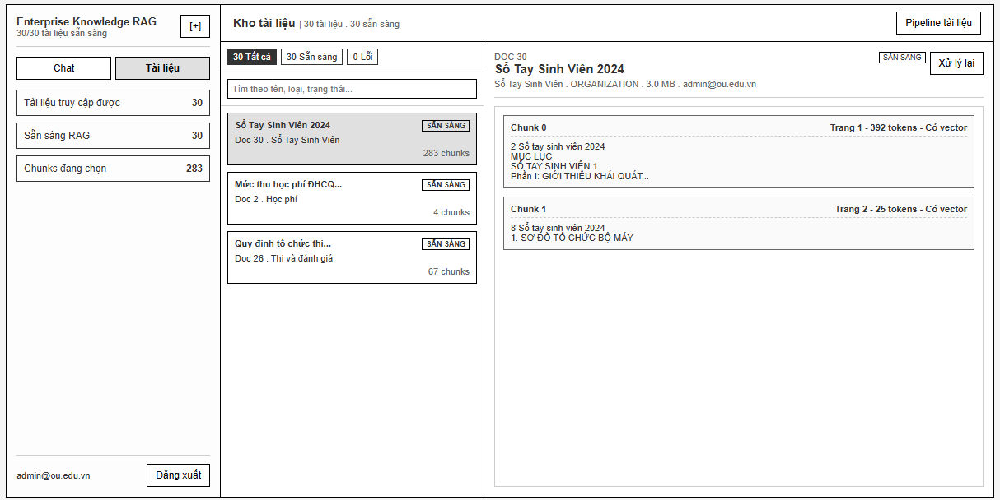 Enterprise Knowledge RAG
30/30 tài liệu sẵn sàng
[+]
Chat
Tài liệu
Tài liệu truy cập được 30
Sẵn sàng RAG 30
Chunks đang chọn 283
admin@ou.edu.vn
Đăng xuất
Kho tài liệu | 30 tài liệu . 30 sẵn sàng
Pipeline tài liệu
30 Tất cả
30 Sẵn sàng
0 Lỗi
Tìm theo tên, loại, trạng thái...
Sổ Tay Sinh Viên 2024 SẴN SÀNG
Doc 30 . Sổ Tay Sinh Viên
283 chunks
Mức thu học phí ĐHCQ... SẴN SÀNG
Doc 2 . Học phí
4 chunks
Quy định tổ chức thi... SẴN SÀNG
Doc 26 . Thi và đánh giá
67 chunks
DOC 30
Sổ Tay Sinh Viên 2024
Sổ Tay Sinh Viên . ORGANIZATION . 3.0 MB . admin@ou.edu.vn
SẴN SÀNG
Xử lý lại
Chunk 0 Trang 1 - 392 tokens - Có vector
2 Sổ tay sinh viên 2024
MỤC LỤC
SỔ TAY SINH VIÊN 1
Phần I: GIỚI THIỆU KHÁI QUÁT...
Chunk 1 Trang 2 - 25 tokens - Có vector
8 Sổ tay sinh viên 2024
1. SƠ ĐỒ TỔ CHỨC BỘ MÁY